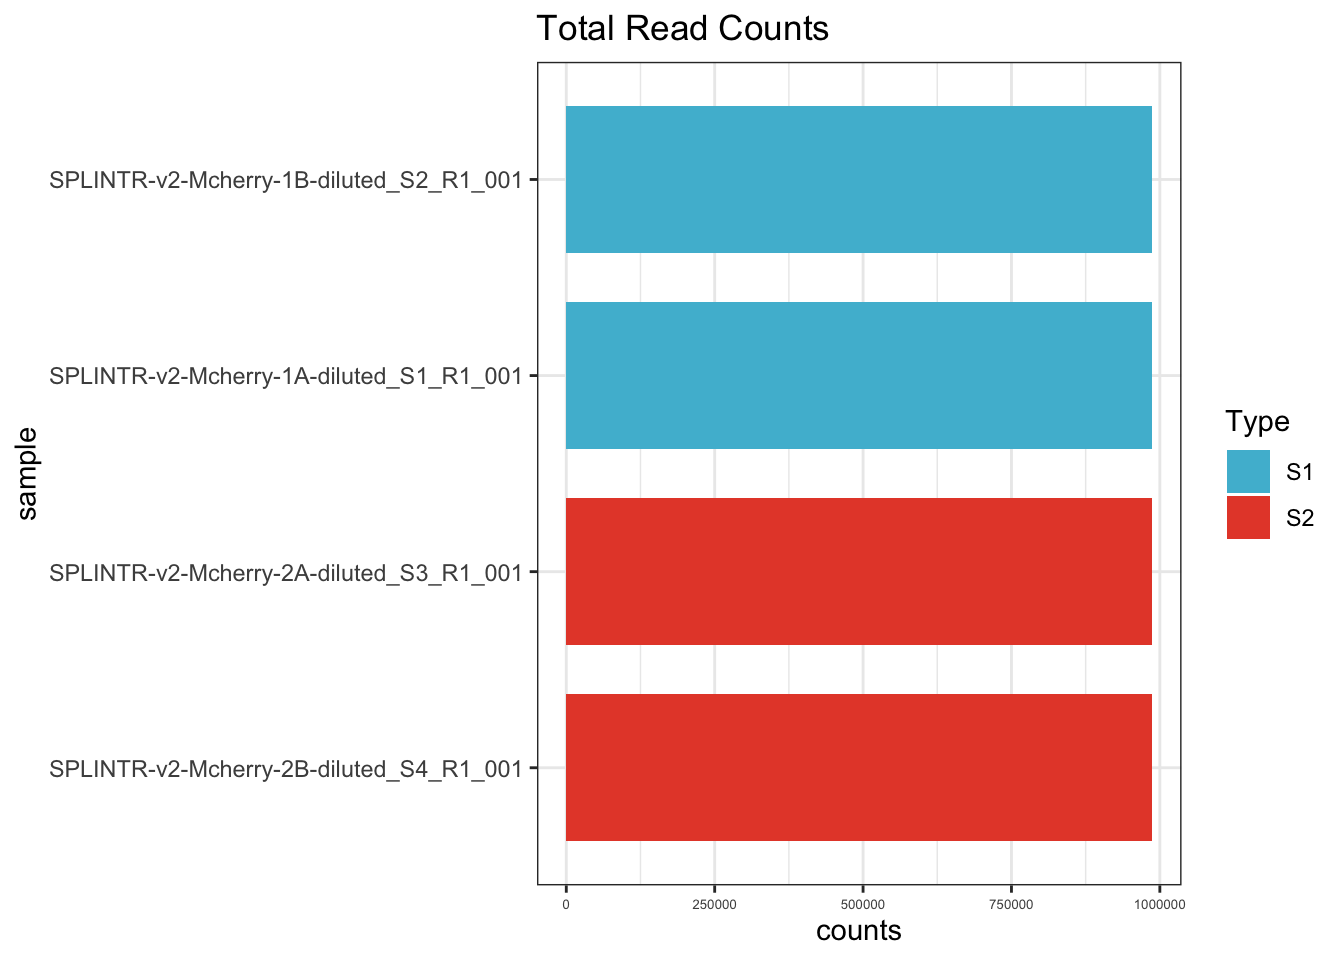 Total Read Counts
SPLINTR-v2-Mcherry-1B-diluted_S2_R1_001
SPLINTR-v2-Mcherry-1A-diluted_S1_R1_001
SPLINTR-v2-Mcherry-2A-diluted_S3_R1_001
SPLINTR-v2-Mcherry-2B-diluted_S4_R1_001
sample
0 250000 500000 750000 1000000
counts
Type
S1
S2